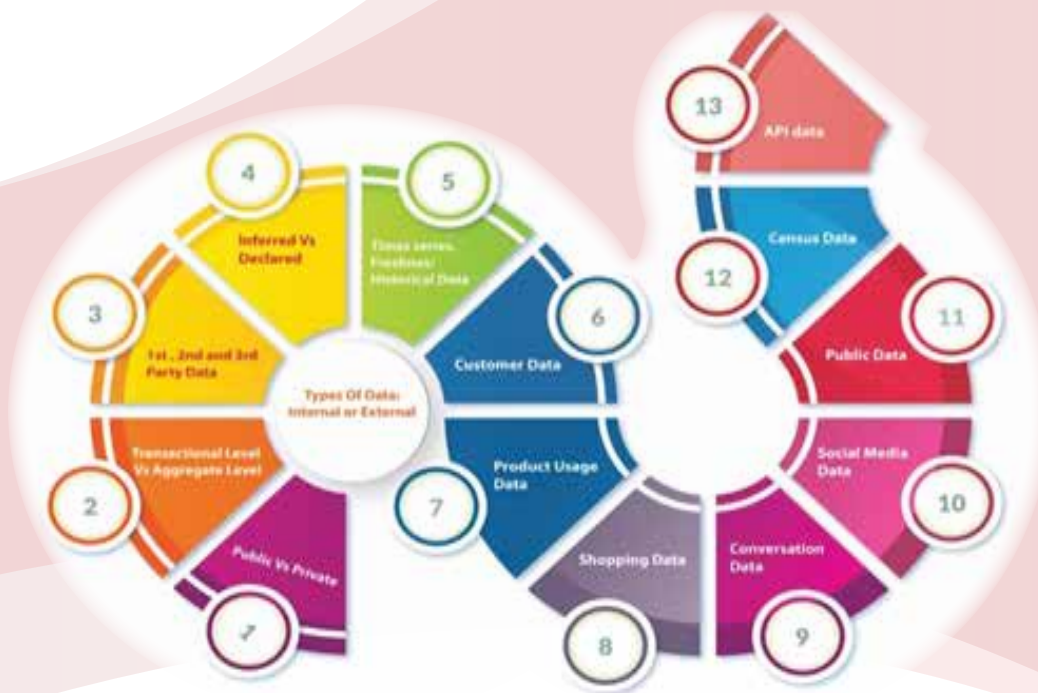 1
Public Vs Private
2
Transectional Level
Vs Aggregate Level
3
1st , 2nd and 3rd
Party Data
4
Inferred Vs
Declared
5
Times series,
Freshness/
Historical Data
6
Customer Data
Types Of Data:
Internal or External
7
Product Usage
Data
8
Shopping Data
9
Conversation
Data
10
Social Media
Data
11
Public Data
12
Census Data
13
API data